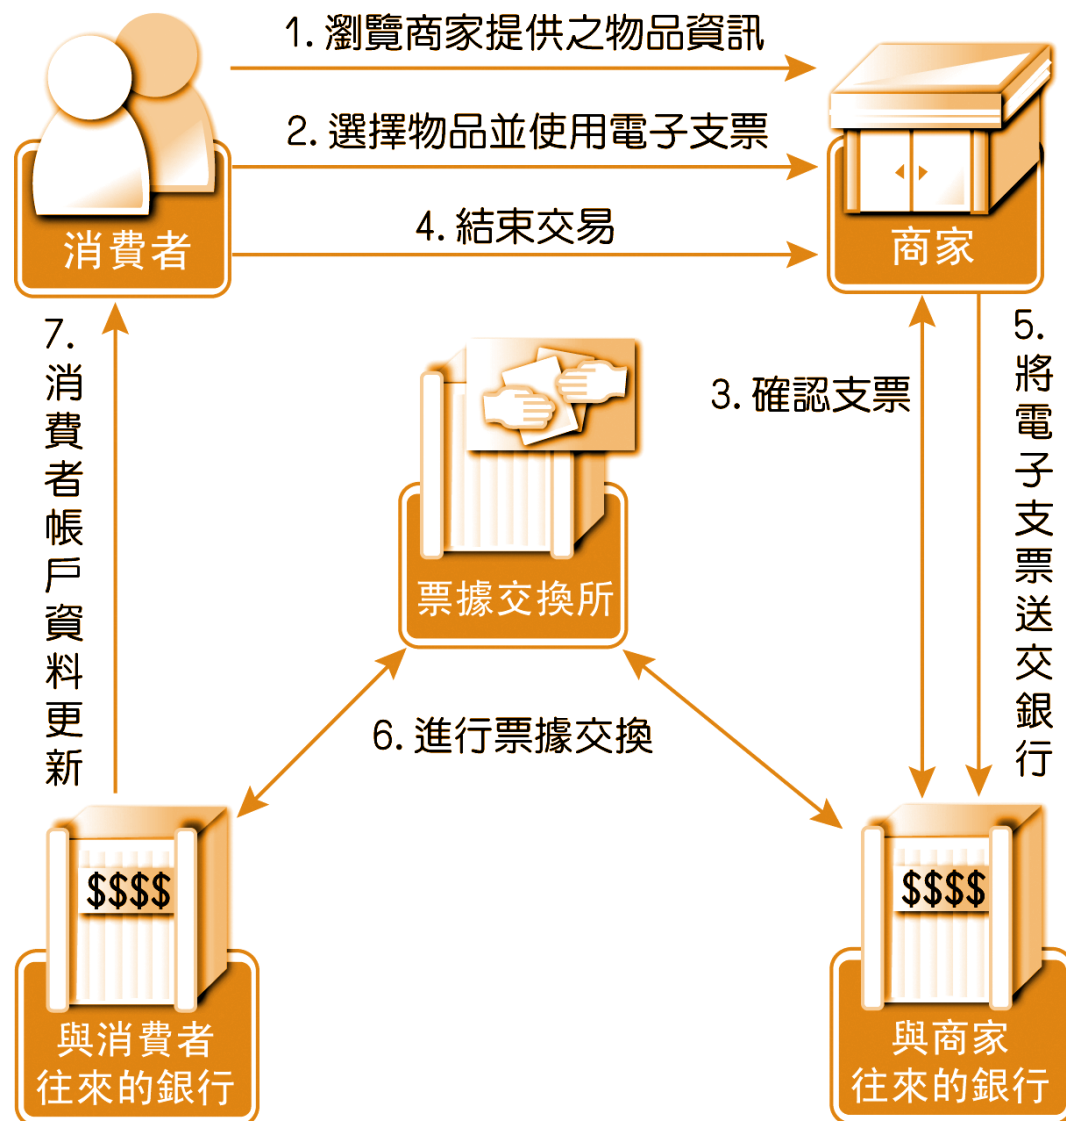 1. 瀏覽商家提供之物品資訊
2. 選擇物品並使用電子支票
4. 結束交易
消費者
商家
7. 消費者帳戶資料更新
3. 確認支票
5. 將電子支票送交銀行
票據交換所
6. 進行票據交換
$$$$
$$$$
與消費者
往來的銀行
與商家
往來的銀行